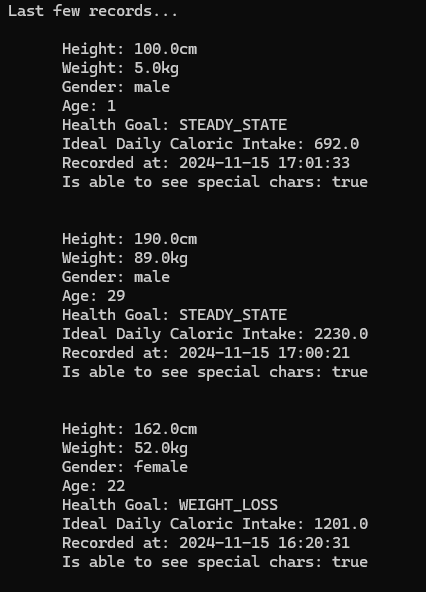 Last few records...
Height: 100.0cm
Weight: 5.0kg
Gender: male
Age: 1
Health Goal: STEADY_STATE
Ideal Daily Caloric Intake: 692.0
Recorded at: 2024-11-15 17:01:33
Is able to see special chars: true
Height: 190.0cm
Weight: 89.0kg
Gender: male
Age: 29
Health Goal: STEADY_STATE
Ideal Daily Caloric Intake: 2230.0
Recorded at: 2024-11-15 17:00:21
Is able to see special chars: true
Height: 162.0cm
Weight: 52.0kg
Gender: female
Age: 22
Health Goal: WEIGHT_LOSS
Ideal Daily Caloric Intake: 1201.0
Recorded at: 2024-11-15 16:20:31
Is able to see special chars: true